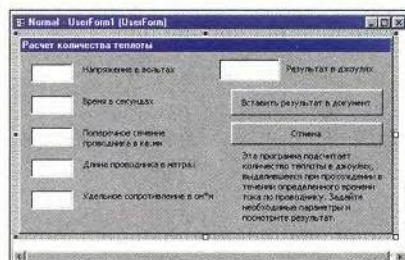 Normal - UserForm1 (UserForm)
Расчет количества теплоты
Напряжение в вольтах
Результат в джоулях
Время в секундах
Вставить результат в документ
Поперечное сечение
проводника в кв.мм
Отмена
Длина проводника в метрах
Удельное сопротивление в ом*м
Эта программа подсчитает
количество теплоты в джоулях,
выделившееся при прохождении в
течении определенного времени
тока по проводнику. Задайте
необходимые параметры и
посмотрите результат.